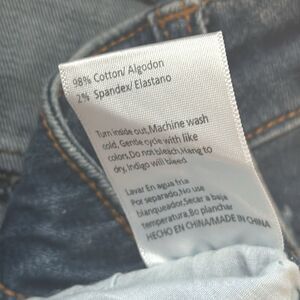 98% Cotton/ Algodon
2% Spandex/ Elastano
Turn inside out,Machine wash
cold, Gentle cycle with like
colors,Do not bleach,Hang to
dry, Indigo will bleed
Lavar En agua fria
Por separado,No use
blanqueador,Secar a baja
temperatura,Bo planchar
HECHO EN CHINA/MADE IN CHINA